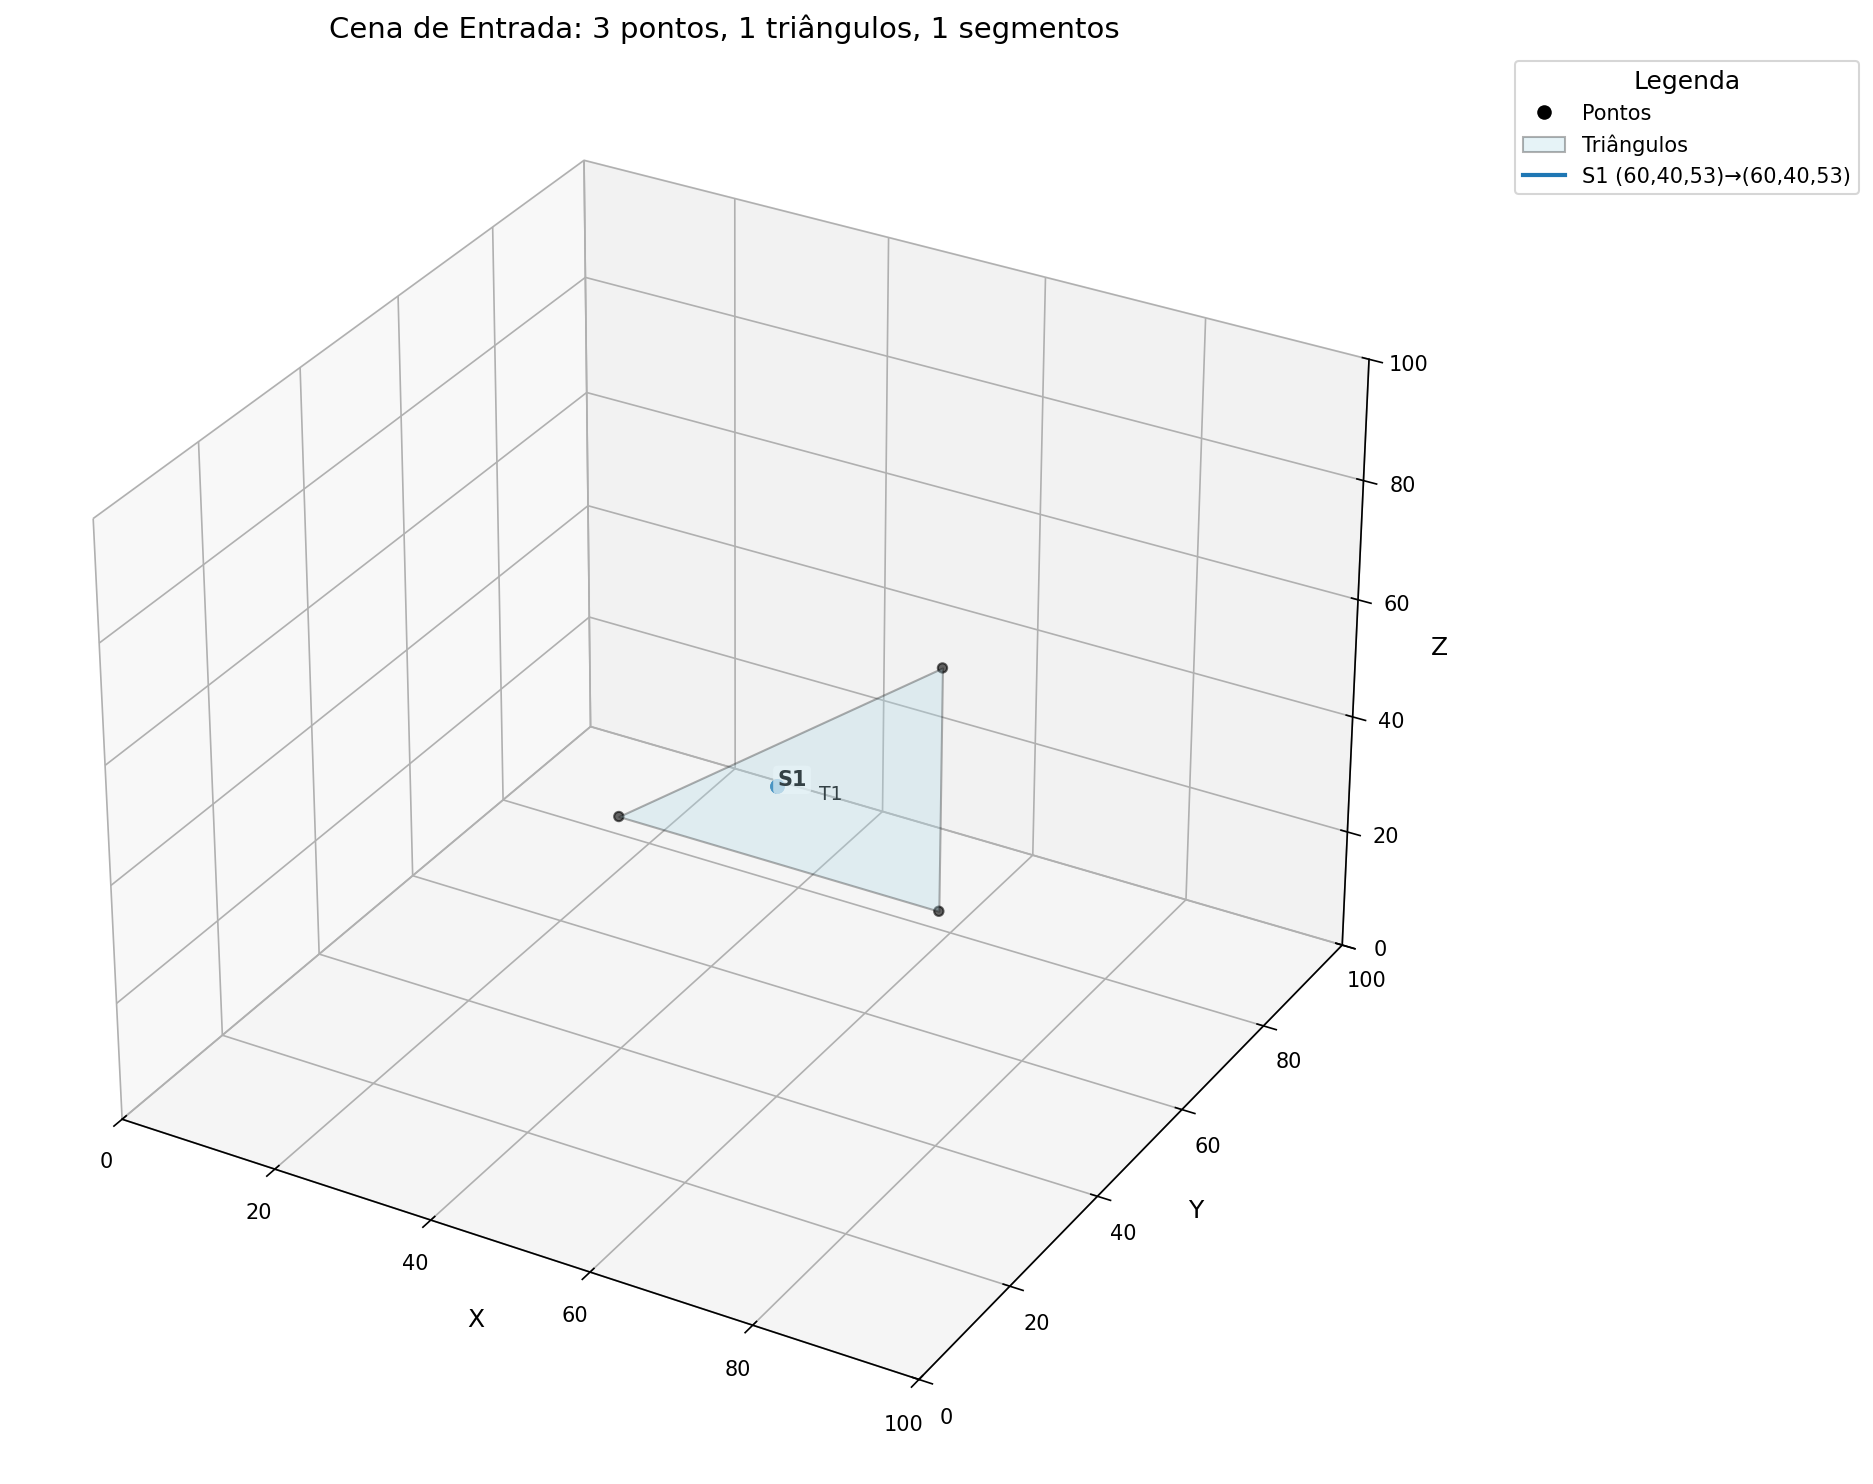 Cena de Entrada: 3 pontos, 1 triângulos, 1 segmentos
Legenda
Pontos
Triângulos
S1 (60,40,53)→(60,40,53)
100
80
60
Z
40
20
0
S1
T1
100
80
60
Y
40
20
0
0
20
40
X
60
80
100